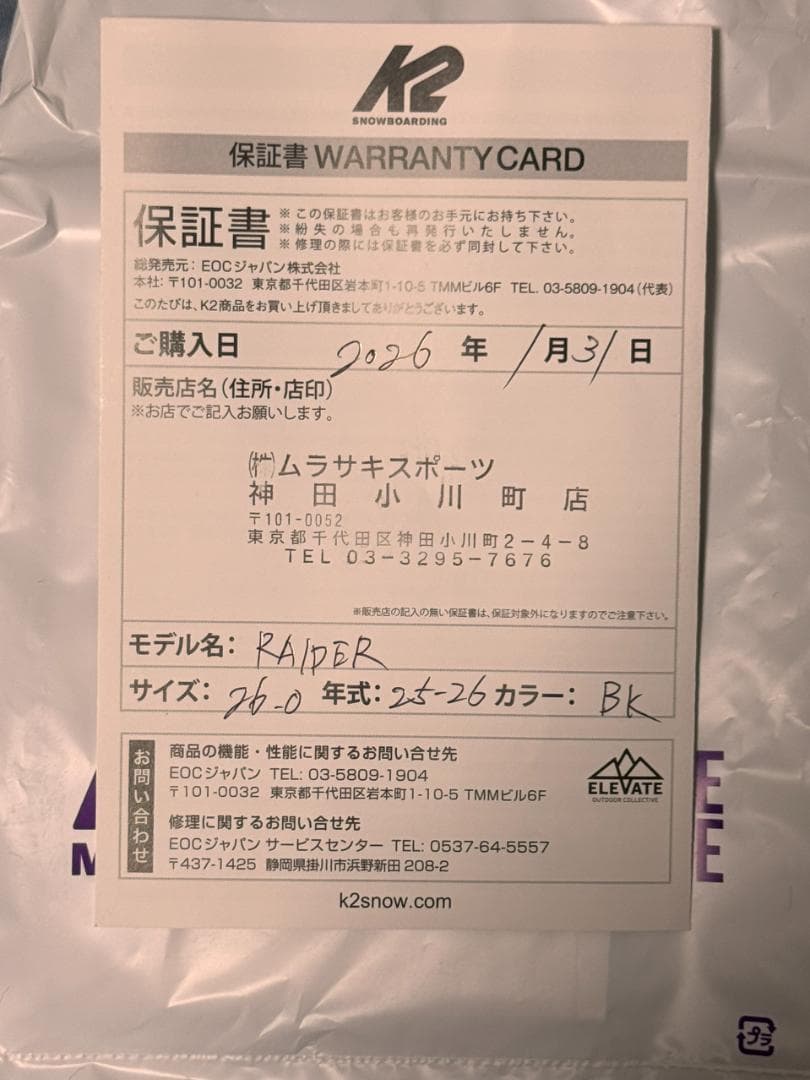 K2
SNOWBOARDING
保証書 WARRANTY CARD
保証書
※この保証書はお客様のお手元にお持ち下さい。
※紛失の場合も再発行いたしません。
※修理の際には保証書を必ず同封して下さい。
総発売元：EOCジャパン株式会社
本社：〒101-0032 東京都千代田区岩本町1-10-5 TMMビル6F TEL. 03-5809-1904（代表）
このたびは、K2商品をお買い上げ頂きましてありがとうございます。
ご購入日 2026 年 1月31日
販売店名（住所・店印）
※お店でご記入お願いします。
㈱ムラサキスポーツ
神田小川町店
〒101-0052
東京都千代田区神田小川町2-4-8
TEL 03-3295-7676
※販売店の記入の無い保証書は、保証対象外になりますのでご注意下さい。
モデル名： RAIDER
サイズ： 26.0 年式：25-26 カラー： BK
お問い合わせ
商品の機能・性能に関するお問い合せ先
EOCジャパン TEL: 03-5809-1904
〒101-0032 東京都千代田区岩本町1-10-5 TMMビル6F
修理に関するお問い合せ先
EOCジャパン サービスセンター TEL: 0537-64-5557
〒437-1425 静岡県掛川市浜野新田 208-2
ELEVATE
OUTDOOR COLLECTIVE
k2snow.com
プラ